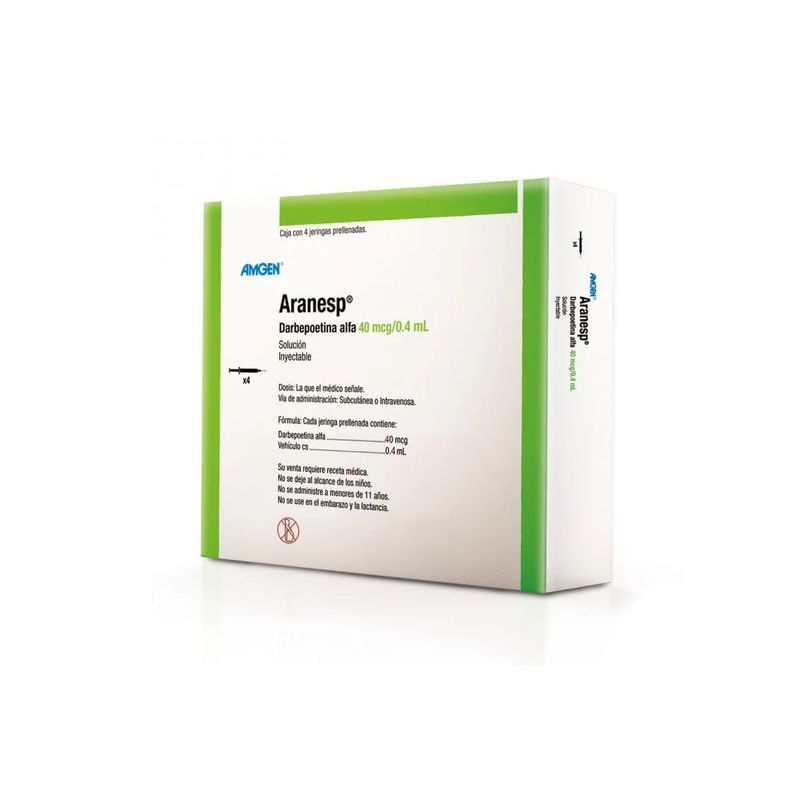 Caja con 4 jeringas prellenadas.
AMGEN®
Aranesp®
Darbepoetina alfa 40 mcg/0.4 mL
Solución
Inyectable
x4
Dosis: La que el médico señale.
Vía de administración: Subcutánea o Intravenosa.
Fórmula: Cada jeringa prellenada contiene:
Darbepoetina alfa ........................40 mcg
Vehículo cs................................0.4 mL
Su venta requiere receta médica.
No se deje al alcance de los niños.
No se administre a menores de 11 años.
No se use en el embarazo y la lactancia.
x4
AMGEN®
Aranesp®
Darbepoetina alfa 40 mcg/0.4 mL
Solución
Inyectable